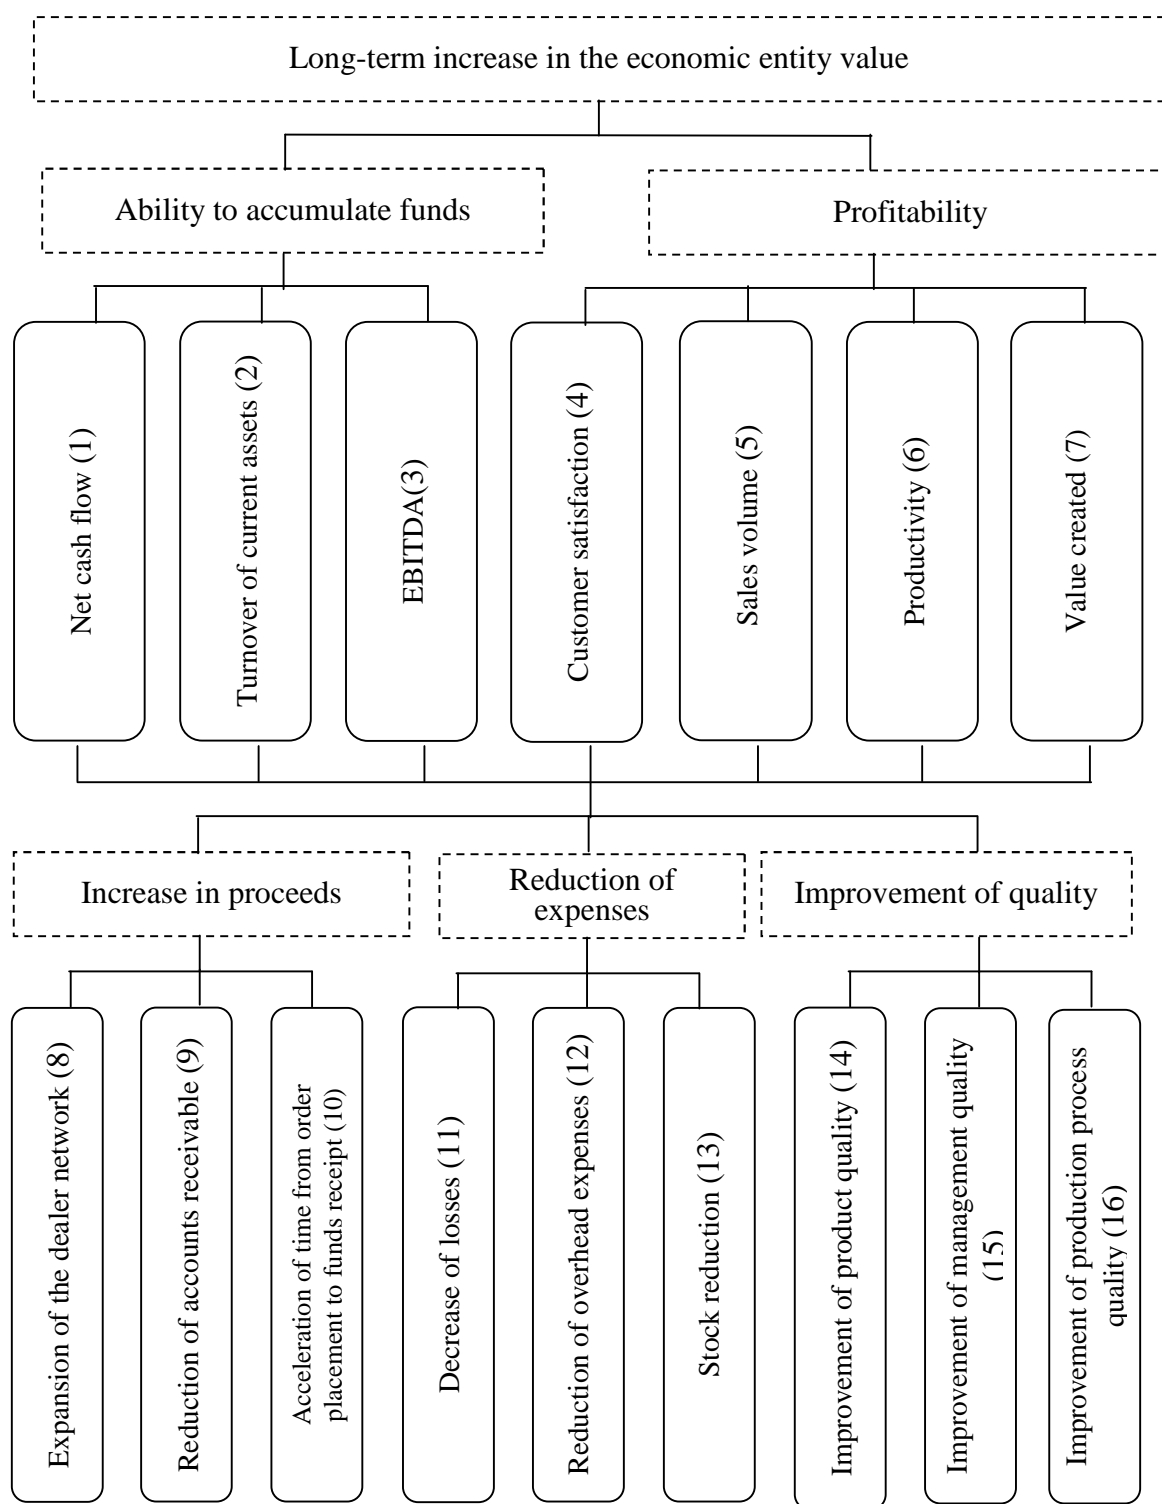 Long-term increase in the economic entity value
Ability to accumulate funds
Profitability
Net cash flow (1)
Turnover of current assets (2)
EBITDA(3)
Customer satisfaction (4)
Sales volume (5)
Productivity (6)
Value created (7)
Increase in proceeds
Reduction of
expenses
Improvement of quality
Expansion of the dealer network (8)
Reduction of accounts receivable (9)
Acceleration of time from order
placement to funds receipt (10)
Decrease of losses (11)
Reduction of overhead expenses (12)
Stock reduction (13)
Improvement of product quality (14)
Improvement of management quality
(15)
Improvement of production process
quality (16)